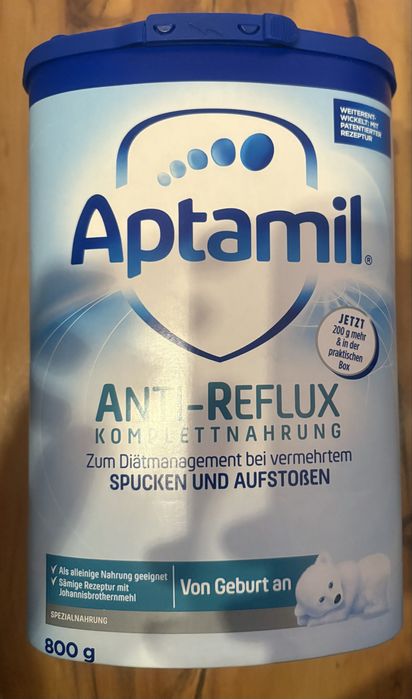 WEITERENT-
WICKELT: MIT
PATENTIERTER
REZEPTUR
Aptamil®
JETZT
200 g mehr
& in der
praktischen
Box
ANTI-REFLUX
KOMPLETTNAHRUNG
Zum Diätmanagement bei vermehrtem
SPUCKEN UND AUFSTOßEN
✓ Als alleinige Nahrung geeignet
✓ Sämige Rezeptur mit
Johannisbrotkernmehl
Von Geburt an
SPEZIALNAHRUNG
800 g